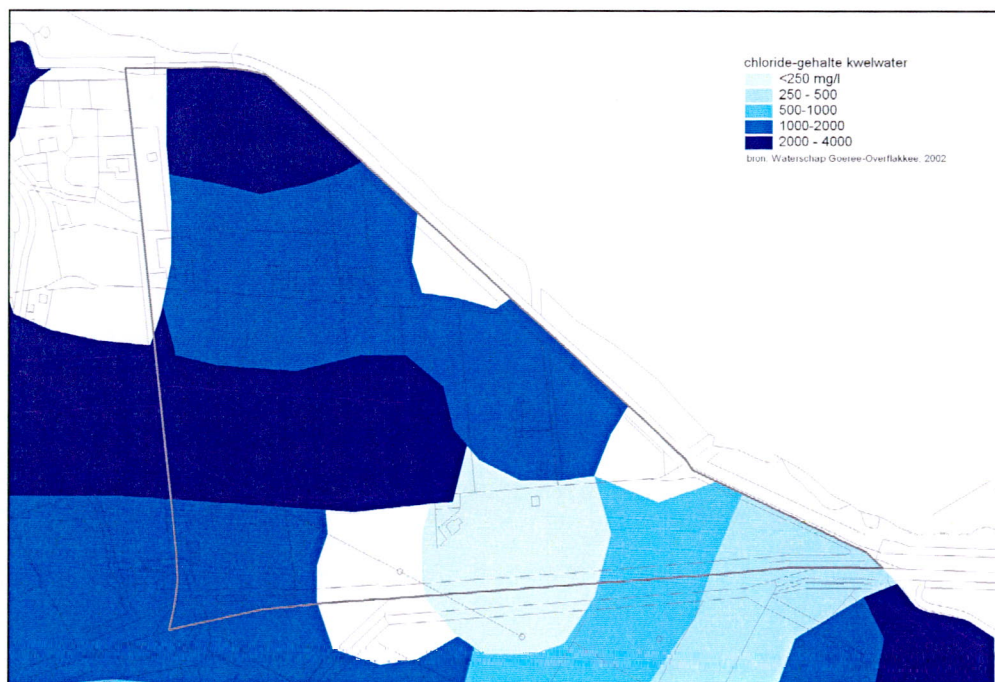 chloride-gehalte kwelwater
<250 mg/l
250 - 500
500-1000
1000-2000
2000 - 4000
bron: Waterschap Goeree-Overflakkee, 2002